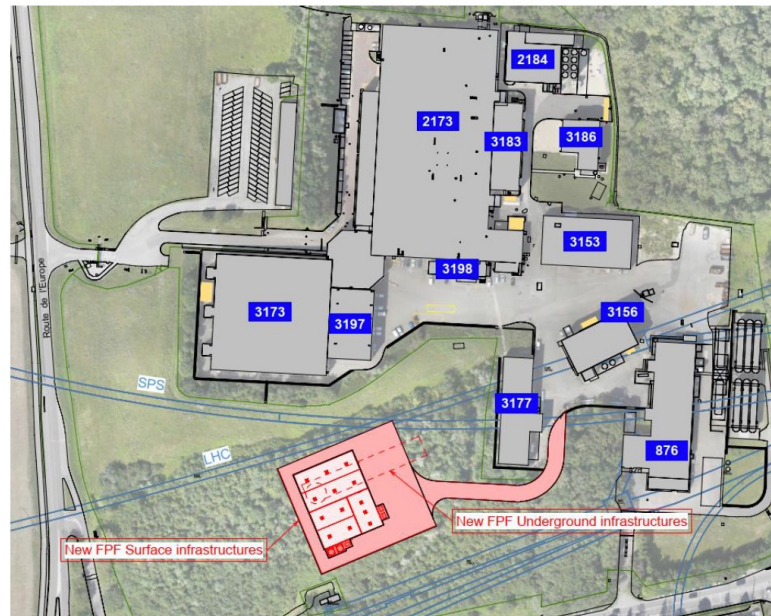 2184
2173
3183
3186
3153
3198
3156
3173
3197
Route de l'Europe
SPS
3177
LHC
876
New FPF Underground infrastructures
New FPF Surface infrastructures